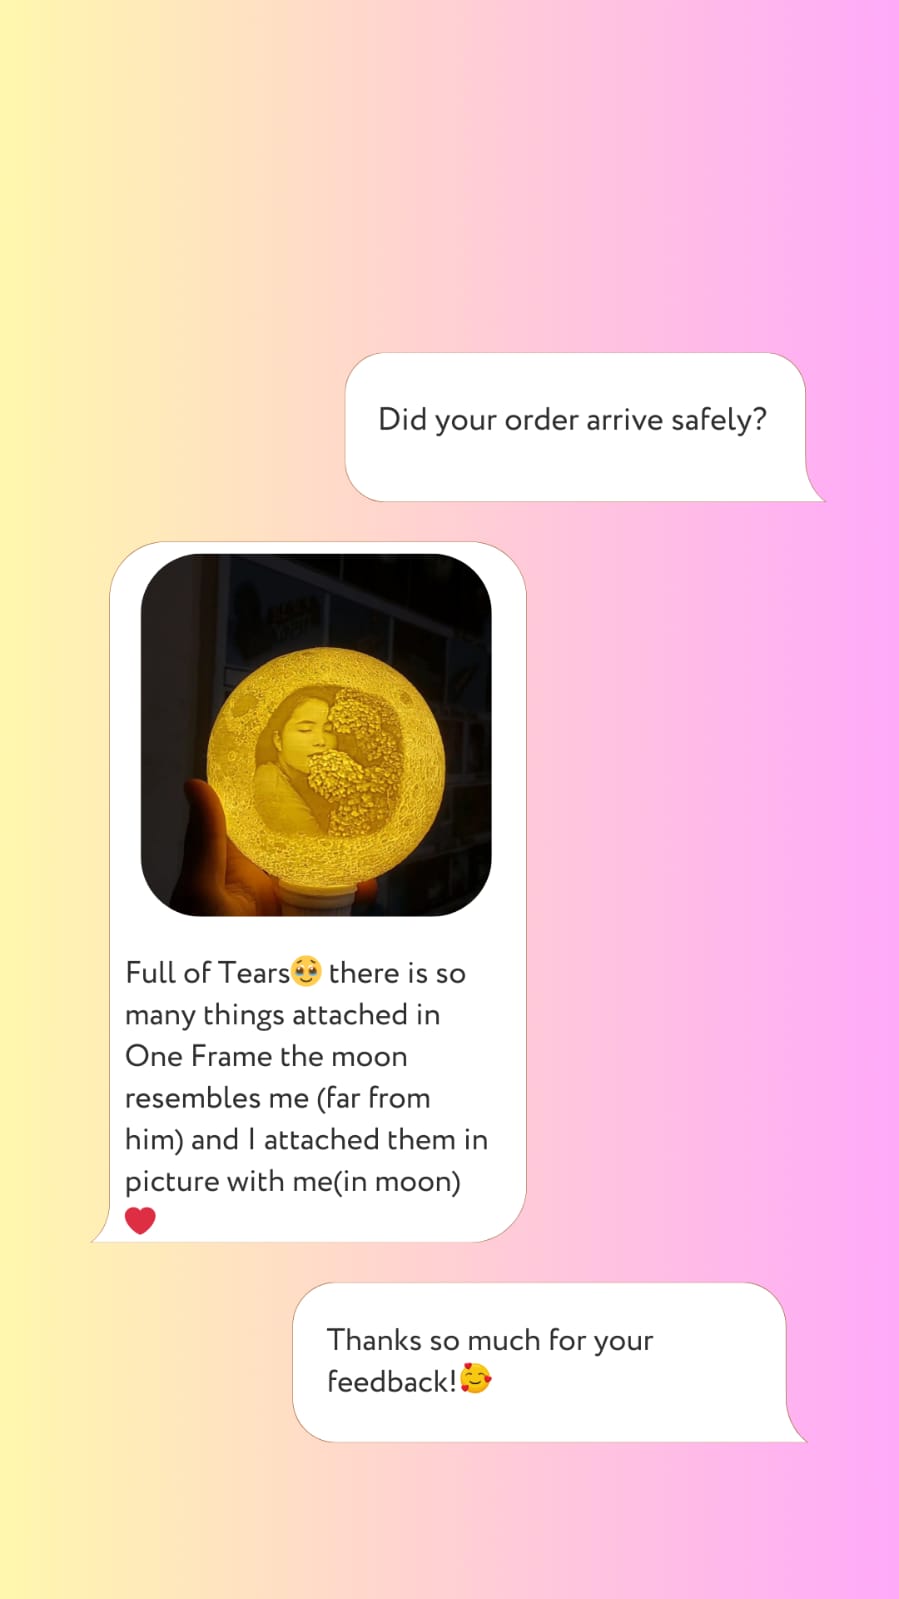 Did your order arrive safely?
Full of Tears🥹 there is so
many things attached in
One Frame the moon
resembles me (far from
him) and I attached them in
picture with me(in moon)
❤️
Thanks so much for your
feedback!🥰